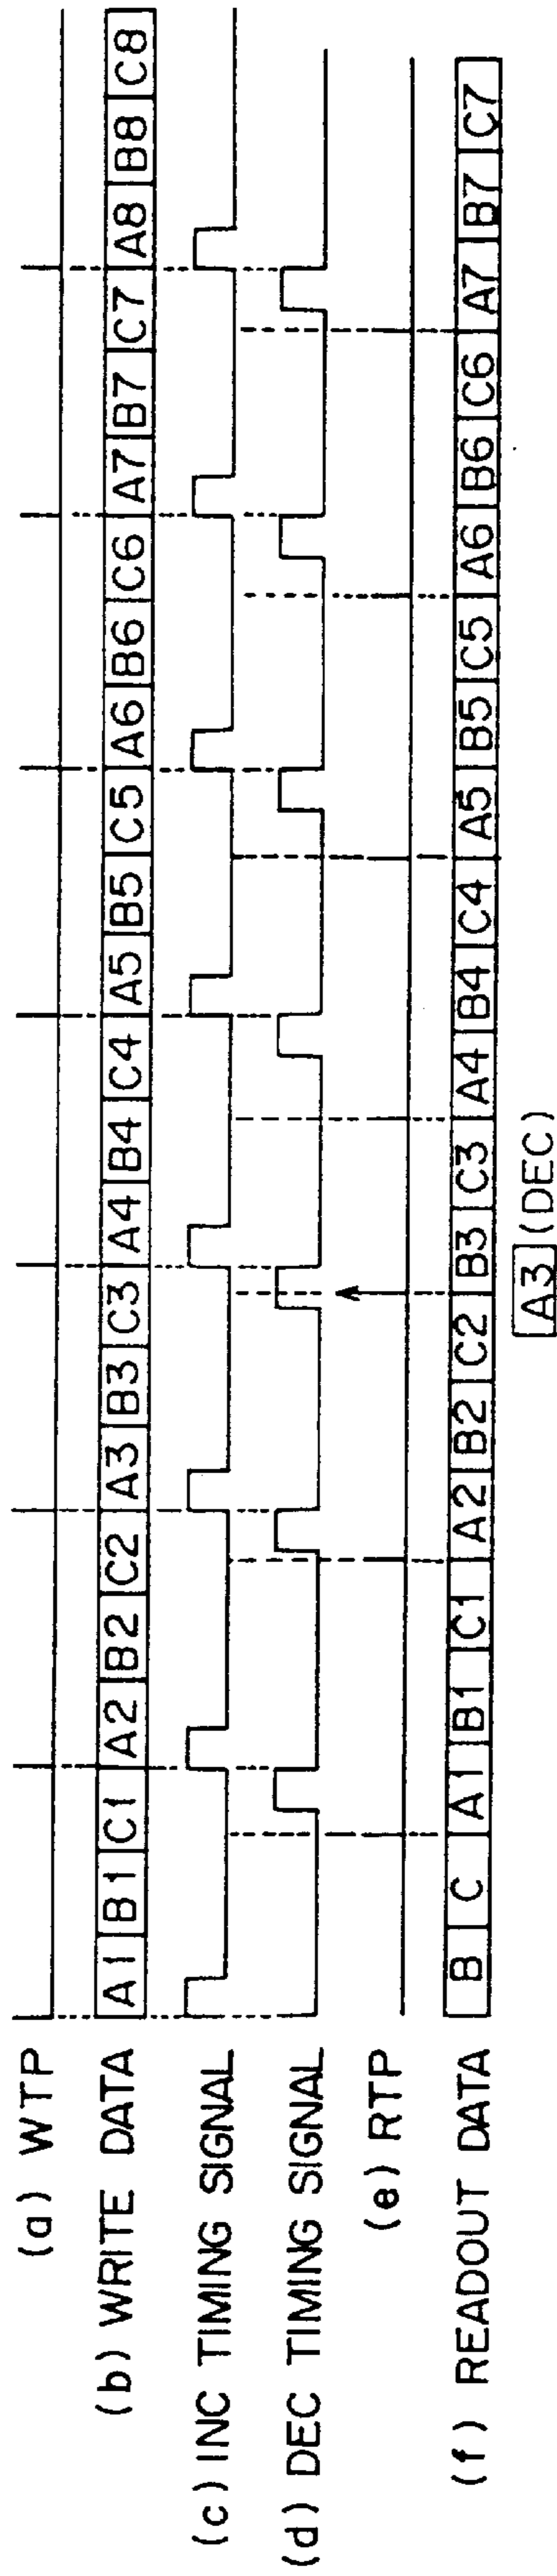 (a) WTP
(b) WRITE DATA A1 B1 C1 A2 B2 C2 A3 B3 C3 A4 B4 C4 A5 B5 C5 A6 B6 C6 A7 B7 C7 A8 B8 C8
(c) INC TIMING SIGNAL
(d) DEC TIMING SIGNAL
(e) RTP
(f) READOUT DATA B C A1 B1 C1 A2 B2 C2 B3 C3 A4 B4 C4 A5 B5 C5 A6 B6 C6 A7 B7 C7
A3 (DEC)